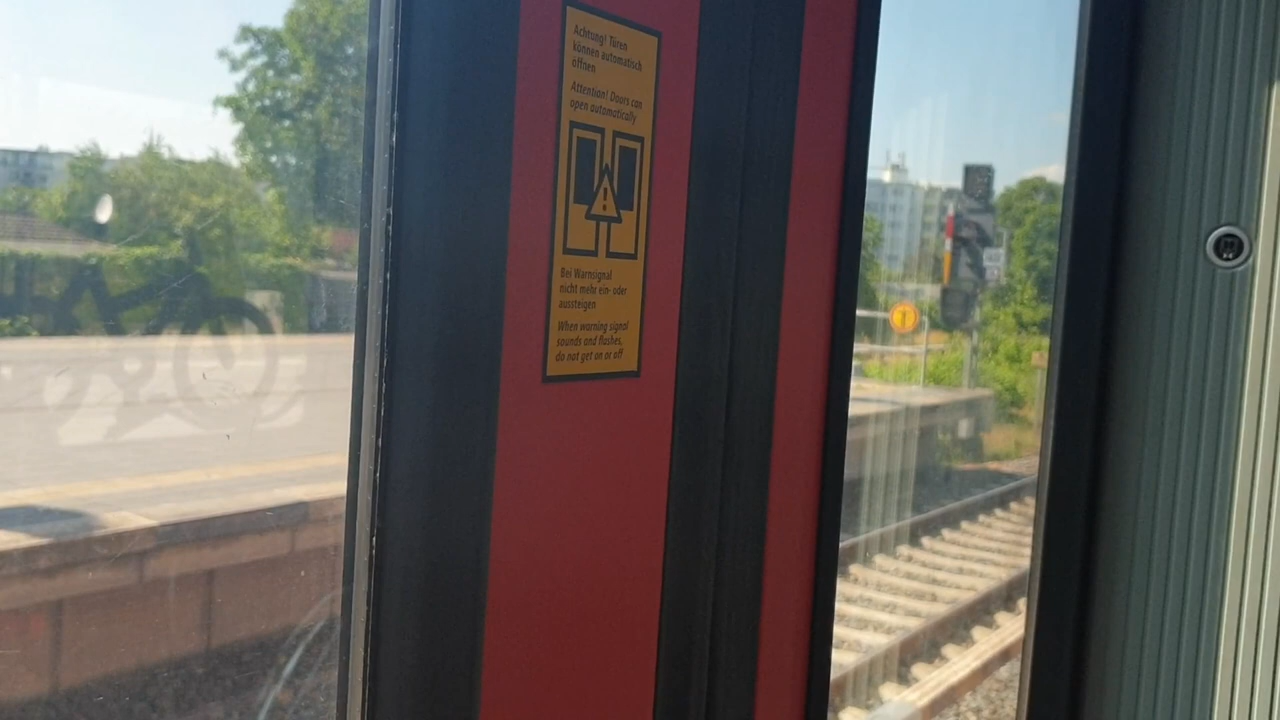 Achtung! Türen
können automatisch
öffnen
Attention! Doors can
open automatically
Bei Warnsignal
nicht mehr ein- oder
aussteigen
When warning signal
sounds and flashes,
do not get on or off